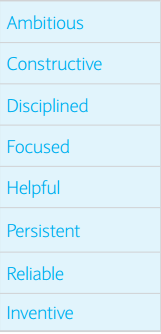 Ambitious
Constructive
Disciplined
Focused
Helpful
Persistent
Reliable
Inventive